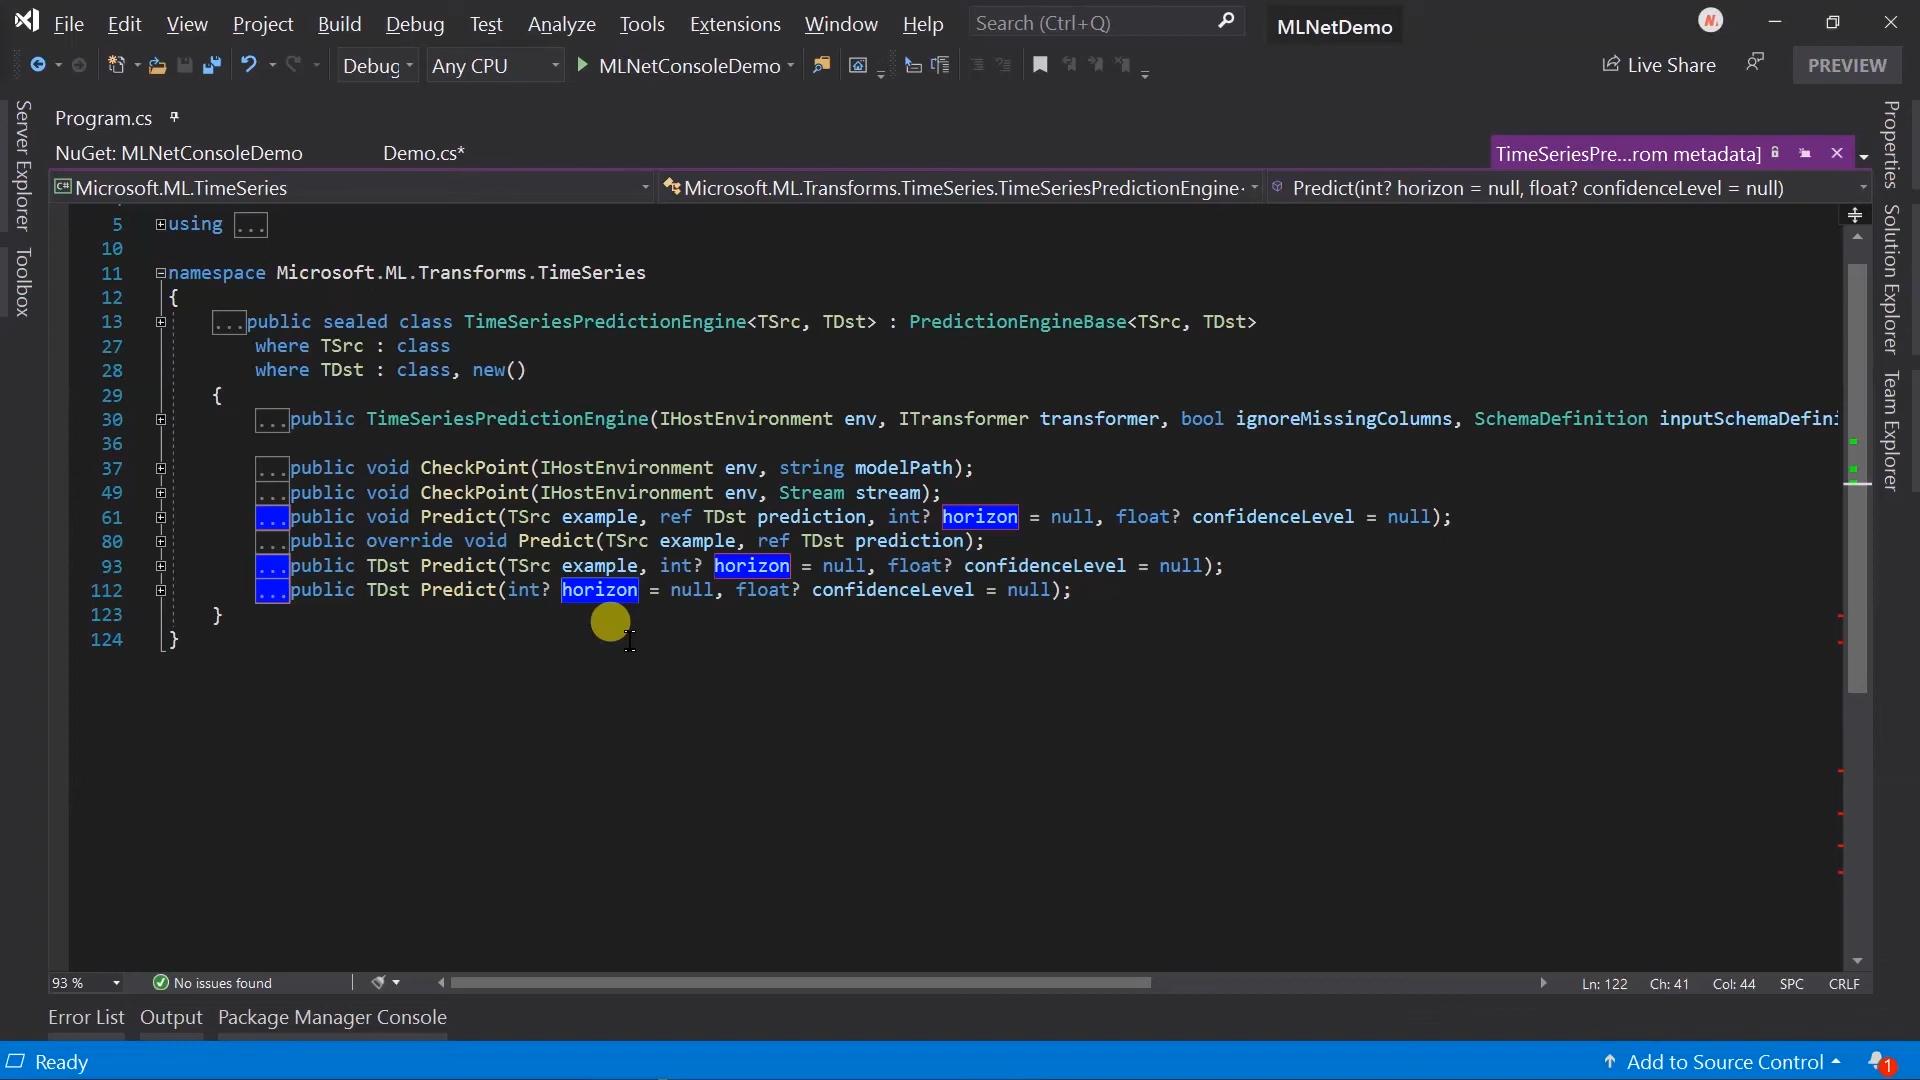 File Edit View Project Build Debug Test Analyze Tools Extensions Window Help Search (Ctrl+Q) MLNetDemo
Debug Any CPU MLNetConsoleDemo Live Share PREVIEW
Program.cs
NuGet: MLNetConsoleDemo Demo.cs* TimeSeriesPre...rom metadata]
Microsoft.ML.TimeSeries Microsoft.ML.Transforms.TimeSeries.TimeSeriesPredictionEngine Predict(int? horizon = null, float? confidenceLevel = null)
Server Explorer
Toolbox
5 using ...
10
11 namespace Microsoft.ML.Transforms.TimeSeries
12 {
13 ...public sealed class TimeSeriesPredictionEngine<TSrc, TDst> : PredictionEngineBase<TSrc, TDst>
27 where TSrc : class
28 where TDst : class, new()
29 {
30 ...public TimeSeriesPredictionEngine(IHostEnvironment env, ITransformer transformer, bool ignoreMissingColumns, SchemaDefinition inputSchemaDefini
36
37 ...public void CheckPoint(IHostEnvironment env, string modelPath);
49 ...public void CheckPoint(IHostEnvironment env, Stream stream);
61 ...public void Predict(TSrc example, ref TDst prediction, int? horizon = null, float? confidenceLevel = null);
80 ...public override void Predict(TSrc example, ref TDst prediction);
93 ...public TDst Predict(TSrc example, int? horizon = null, float? confidenceLevel = null);
112 ...public TDst Predict(int? horizon = null, float? confidenceLevel = null);
123 }
124 }
Properties
Solution Explorer
Team Explorer
93 % No issues found Ln: 122 Ch: 41 Col: 44 SPC CRLF
Error List Output Package Manager Console
Ready Add to Source Control 1